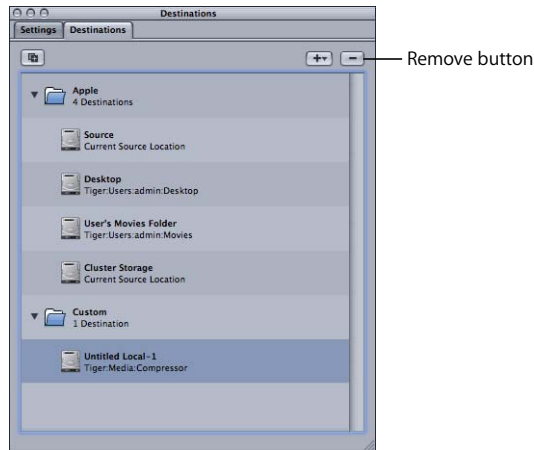 Destinations
Settings Destinations
Remove button
Apple
4 Destinations
Source
Current Source Location
Desktop
Tiger:Users:admin:Desktop
User's Movies Folder
Tiger:Users:admin:Movies
Cluster Storage
Current Source Location
Custom
1 Destination
Untitled Local-1
Tiger:Media:Compressor